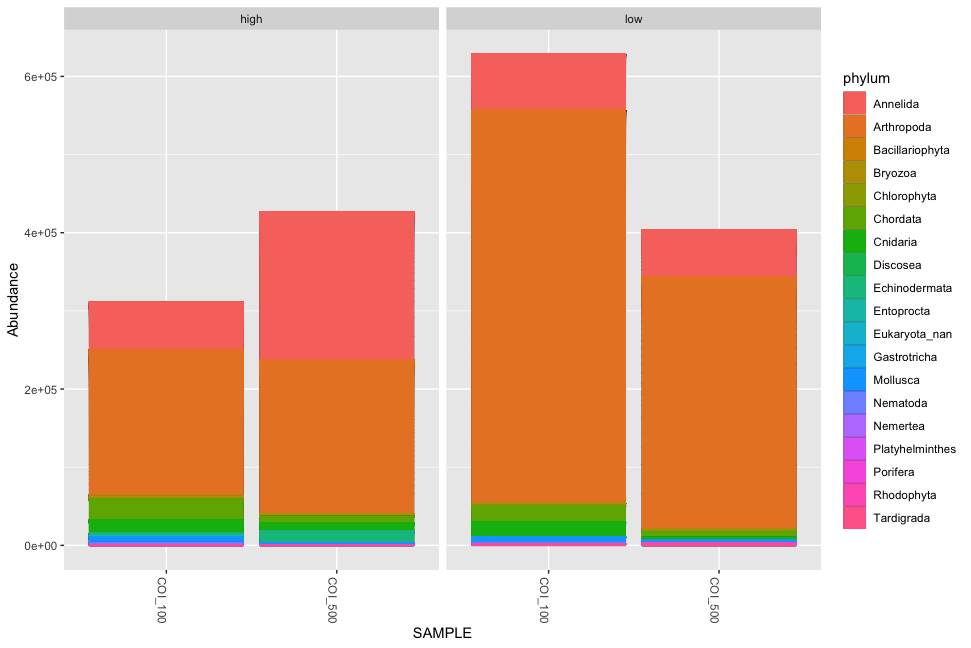 high
low
6e+05
4e+05
2e+05
0e+00
Abundance
COI_100
COI_500
COI_100
COI_500
SAMPLE
phylum
Annelida
Arthropoda
Bacillariophyta
Bryozoa
Chlorophyta
Chordata
Cnidaria
Discosea
Echinodermata
Entoprocta
Eukaryota_nan
Gastrotricha
Mollusca
Nematoda
Nemertea
Platyhelminthes
Porifera
Rhodophyta
Tardigrada